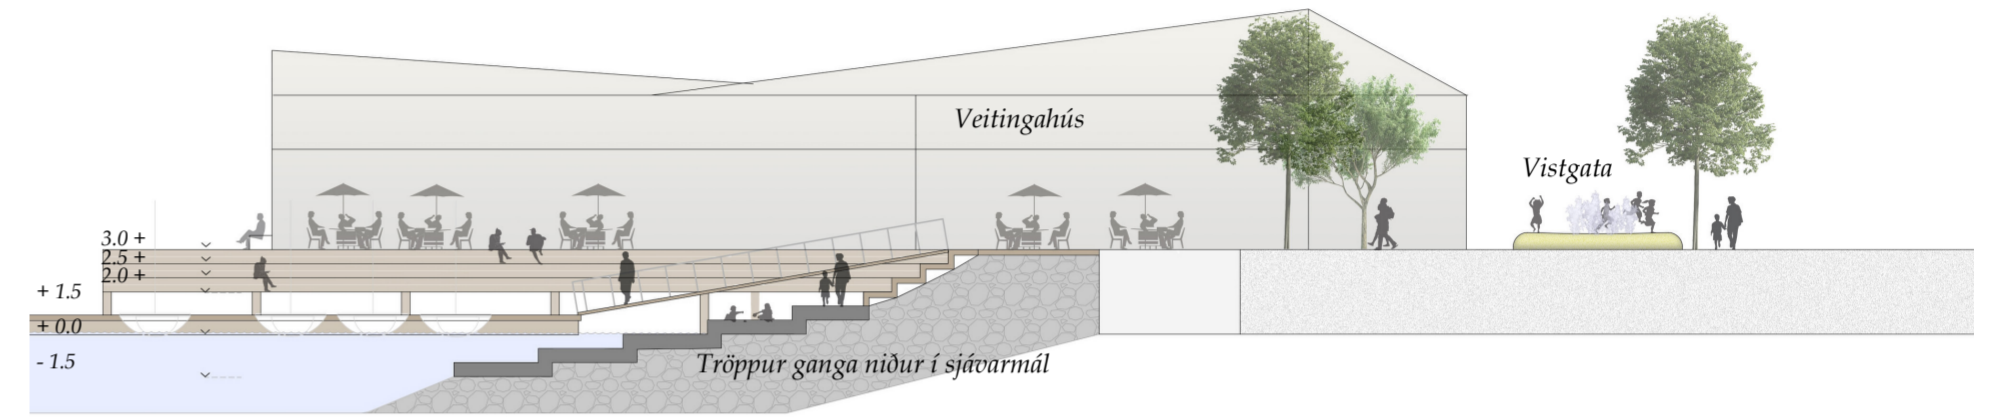 Veitingahús
Vistgata
3.0 +
2.5 +
2.0 +
+ 1.5
+ 0.0
- 1.5
Tröppur ganga niður í sjávarmál